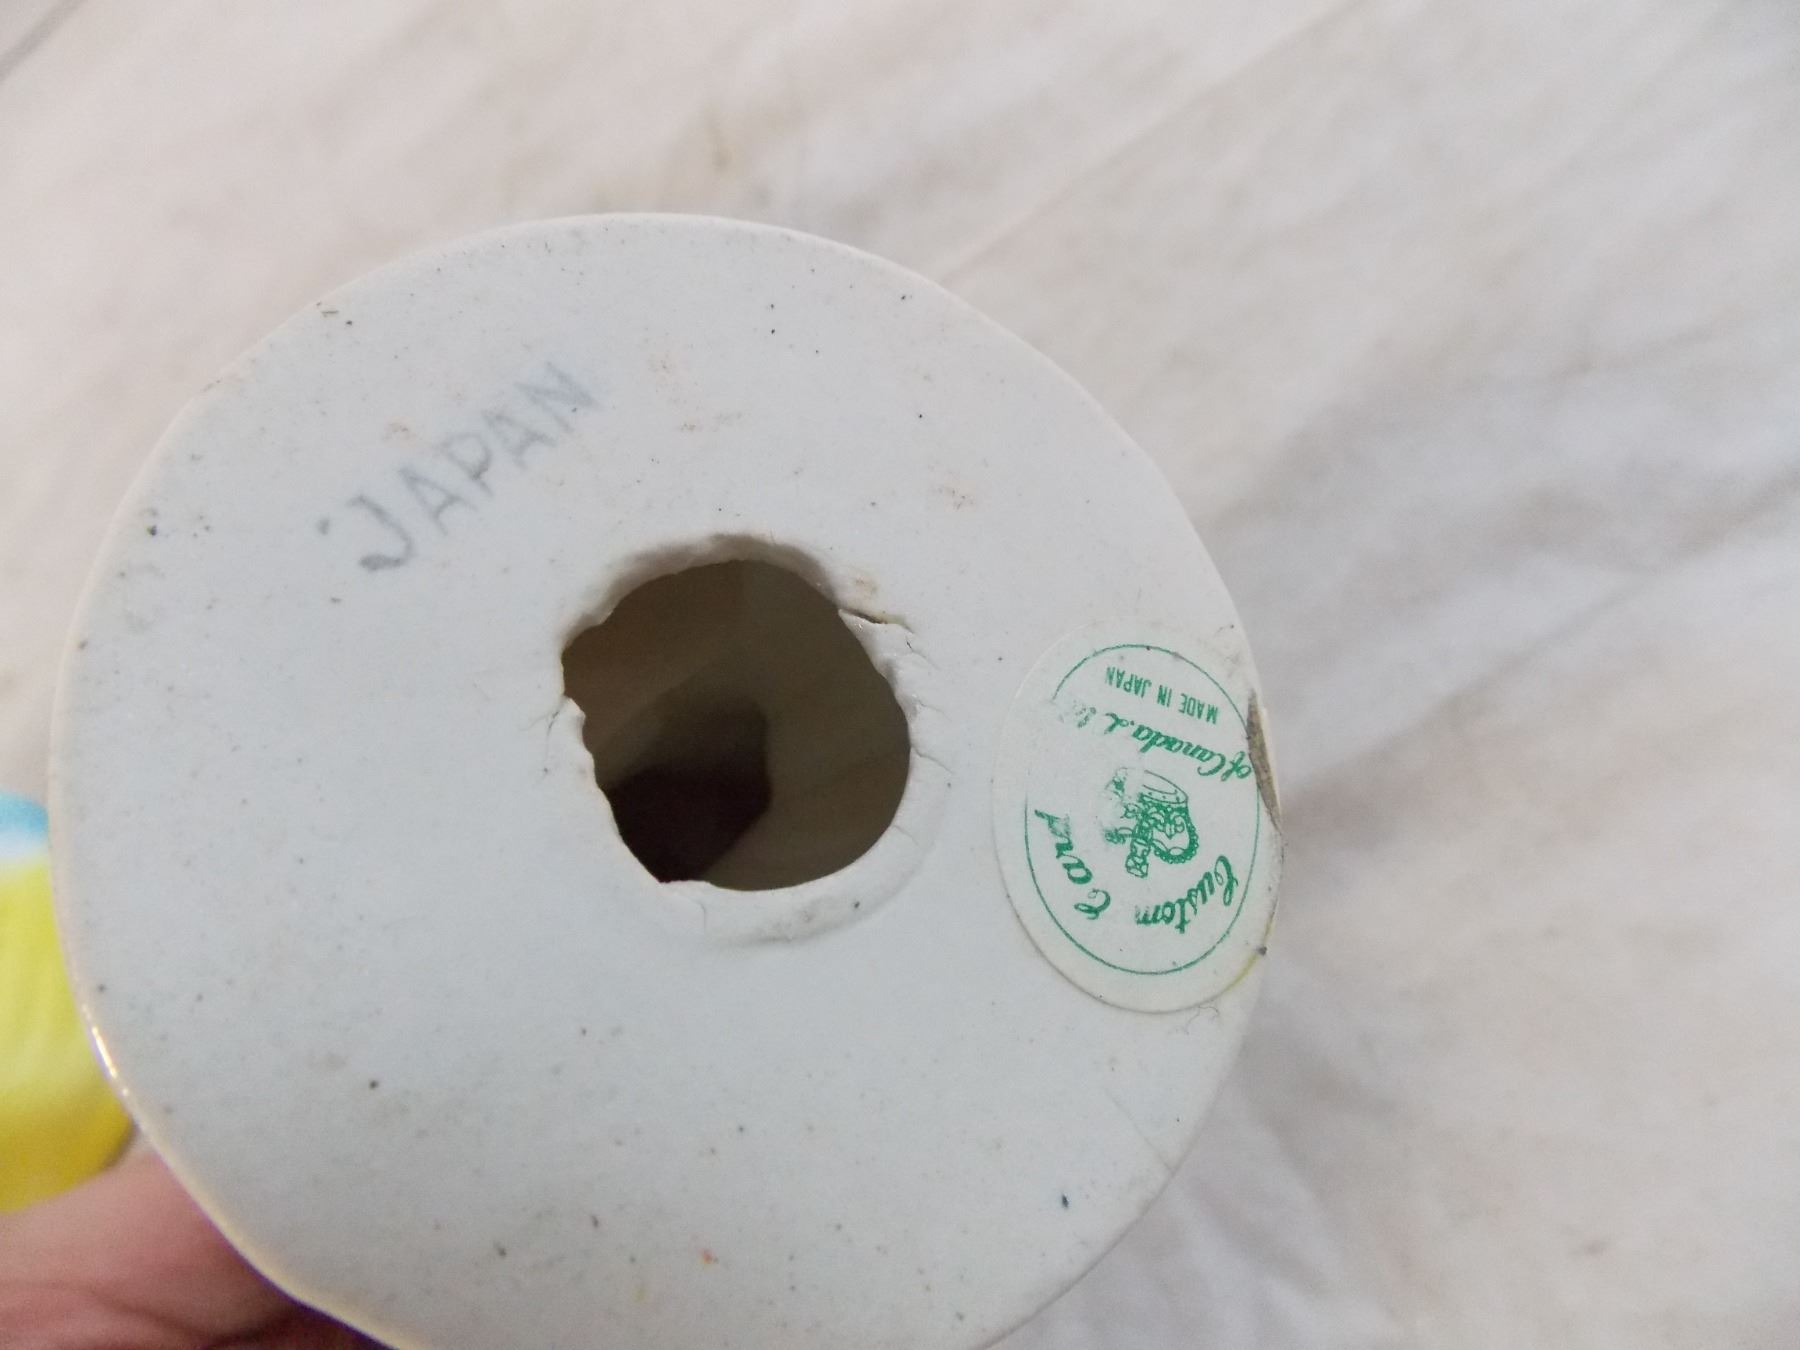 JAPAN
Custom Card
of Canada Ltd
MADE IN JAPAN